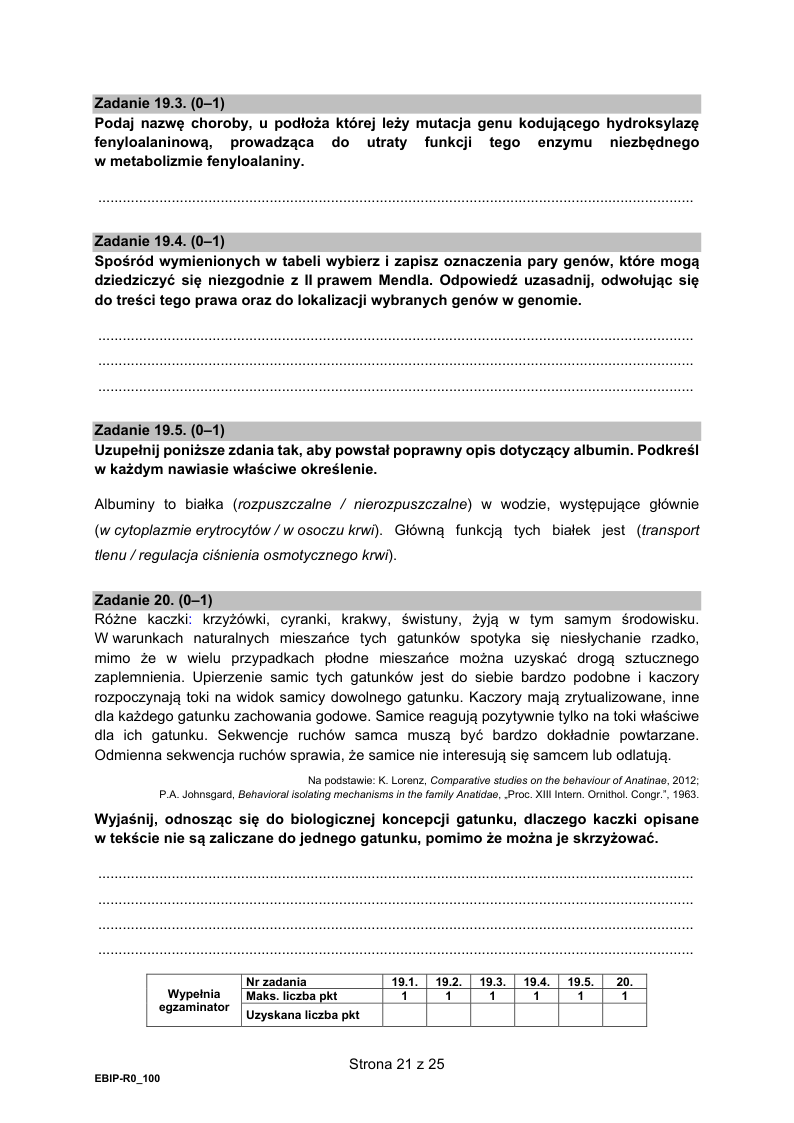 Zadanie 19.3. (0–1)
Podaj nazwę choroby, u podłoża której leży mutacja genu kodującego hydroksylazę
fenyloalaninową, prowadząca do utraty funkcji tego enzymu niezbędnego
w metabolizmie fenyloalaniny.
....................................................................................................................................................
Zadanie 19.4. (0–1)
Spośród wymienionych w tabeli wybierz i zapisz oznaczenia pary genów, które mogą
dziedziczyć się niezgodnie z II prawem Mendla. Odpowiedź uzasadnij, odwołując się
do treści tego prawa oraz do lokalizacji wybranych genów w genomie.
....................................................................................................................................................
....................................................................................................................................................
....................................................................................................................................................
Zadanie 19.5. (0–1)
Uzupełnij poniższe zdania tak, aby powstał poprawny opis dotyczący albumin. Podkreśl
w każdym nawiasie właściwe określenie.
Albuminy to białka (rozpuszczalne / nierozpuszczalne) w wodzie, występujące głównie
(w cytoplazmie erytrocytów / w osoczu krwi). Główną funkcją tych białek jest (transport
tlenu / regulacja ciśnienia osmotycznego krwi).
Zadanie 20. (0–1)
Różne kaczki: krzyżówki, cyranki, krakwy, świstuny, żyją w tym samym środowisku.
W warunkach naturalnych mieszańce tych gatunków spotyka się niesłychanie rzadko,
mimo że w wielu przypadkach płodne mieszańce można uzyskać drogą sztucznego
zaplemnienia. Upierzenie samic tych gatunków jest do siebie bardzo podobne i kaczory
rozpoczynają toki na widok samicy dowolnego gatunku. Kaczory mają zrytualizowane, inne
dla każdego gatunku zachowania godowe. Samice reagują pozytywnie tylko na toki właściwe
dla ich gatunku. Sekwencje ruchów samca muszą być bardzo dokładnie powtarzane.
Odmienna sekwencja ruchów sprawia, że samice nie interesują się samcem lub odlatują.
Na podstawie: K. Lorenz, Comparative studies on the behaviour of Anatinae, 2012;
P.A. Johnsgard, Behavioral isolating mechanisms in the family Anatidae, „Proc. XIII Intern. Ornithol. Congr.”, 1963.
Wyjaśnij, odnosząc się do biologicznej koncepcji gatunku, dlaczego kaczki opisane
w tekście nie są zaliczane do jednego gatunku, pomimo że można je skrzyżować.
....................................................................................................................................................
....................................................................................................................................................
....................................................................................................................................................
....................................................................................................................................................
Wypełnia egzaminator
Nr zadania 19.1. 19.2. 19.3. 19.4. 19.5. 20.
Maks. liczba pkt 1 1 1 1 1 1
Uzyskana liczba pkt
Strona 21 z 25
EBIP-R0_100